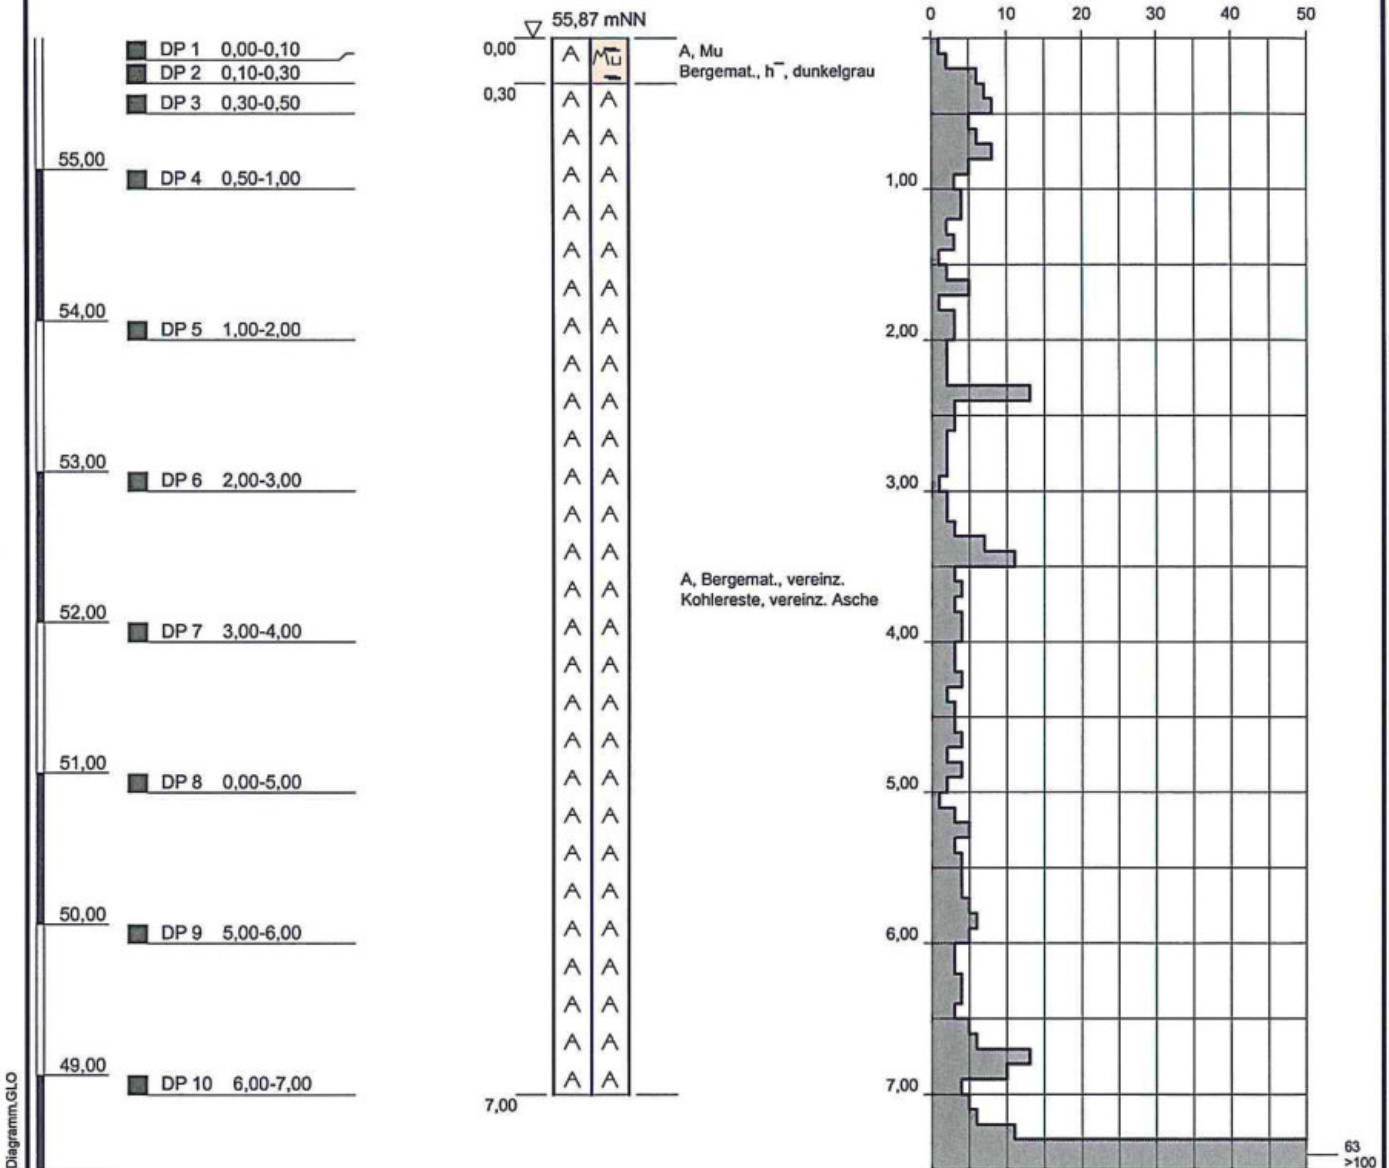 55,87 mNN
0 10 20 30 40 50
DP 1 0,00-0,10
0,00
A
Mu
A, Mu
Bergemat., h¯, dunkelgrau
DP 2 0,10-0,30
0,30
DP 3 0,30-0,50
A A
A A
55,00
DP 4 0,50-1,00
A A
1,00
A A
A A
A A
54,00
DP 5 1,00-2,00
A A
2,00
A A
A A
A A
53,00
DP 6 2,00-3,00
A A
3,00
A A
A A
A, Bergemat., vereinz.
Kohlereste, vereinz. Asche
A A
52,00
DP 7 3,00-4,00
A A
4,00
A A
A A
A A
51,00
DP 8 0,00-5,00
A A
5,00
A A
A A
A A
50,00
DP 9 5,00-6,00
A A
6,00
A A
A A
A A
49,00
DP 10 6,00-7,00
A A
7,00
7,00
63
>100
Diagramm.GLO